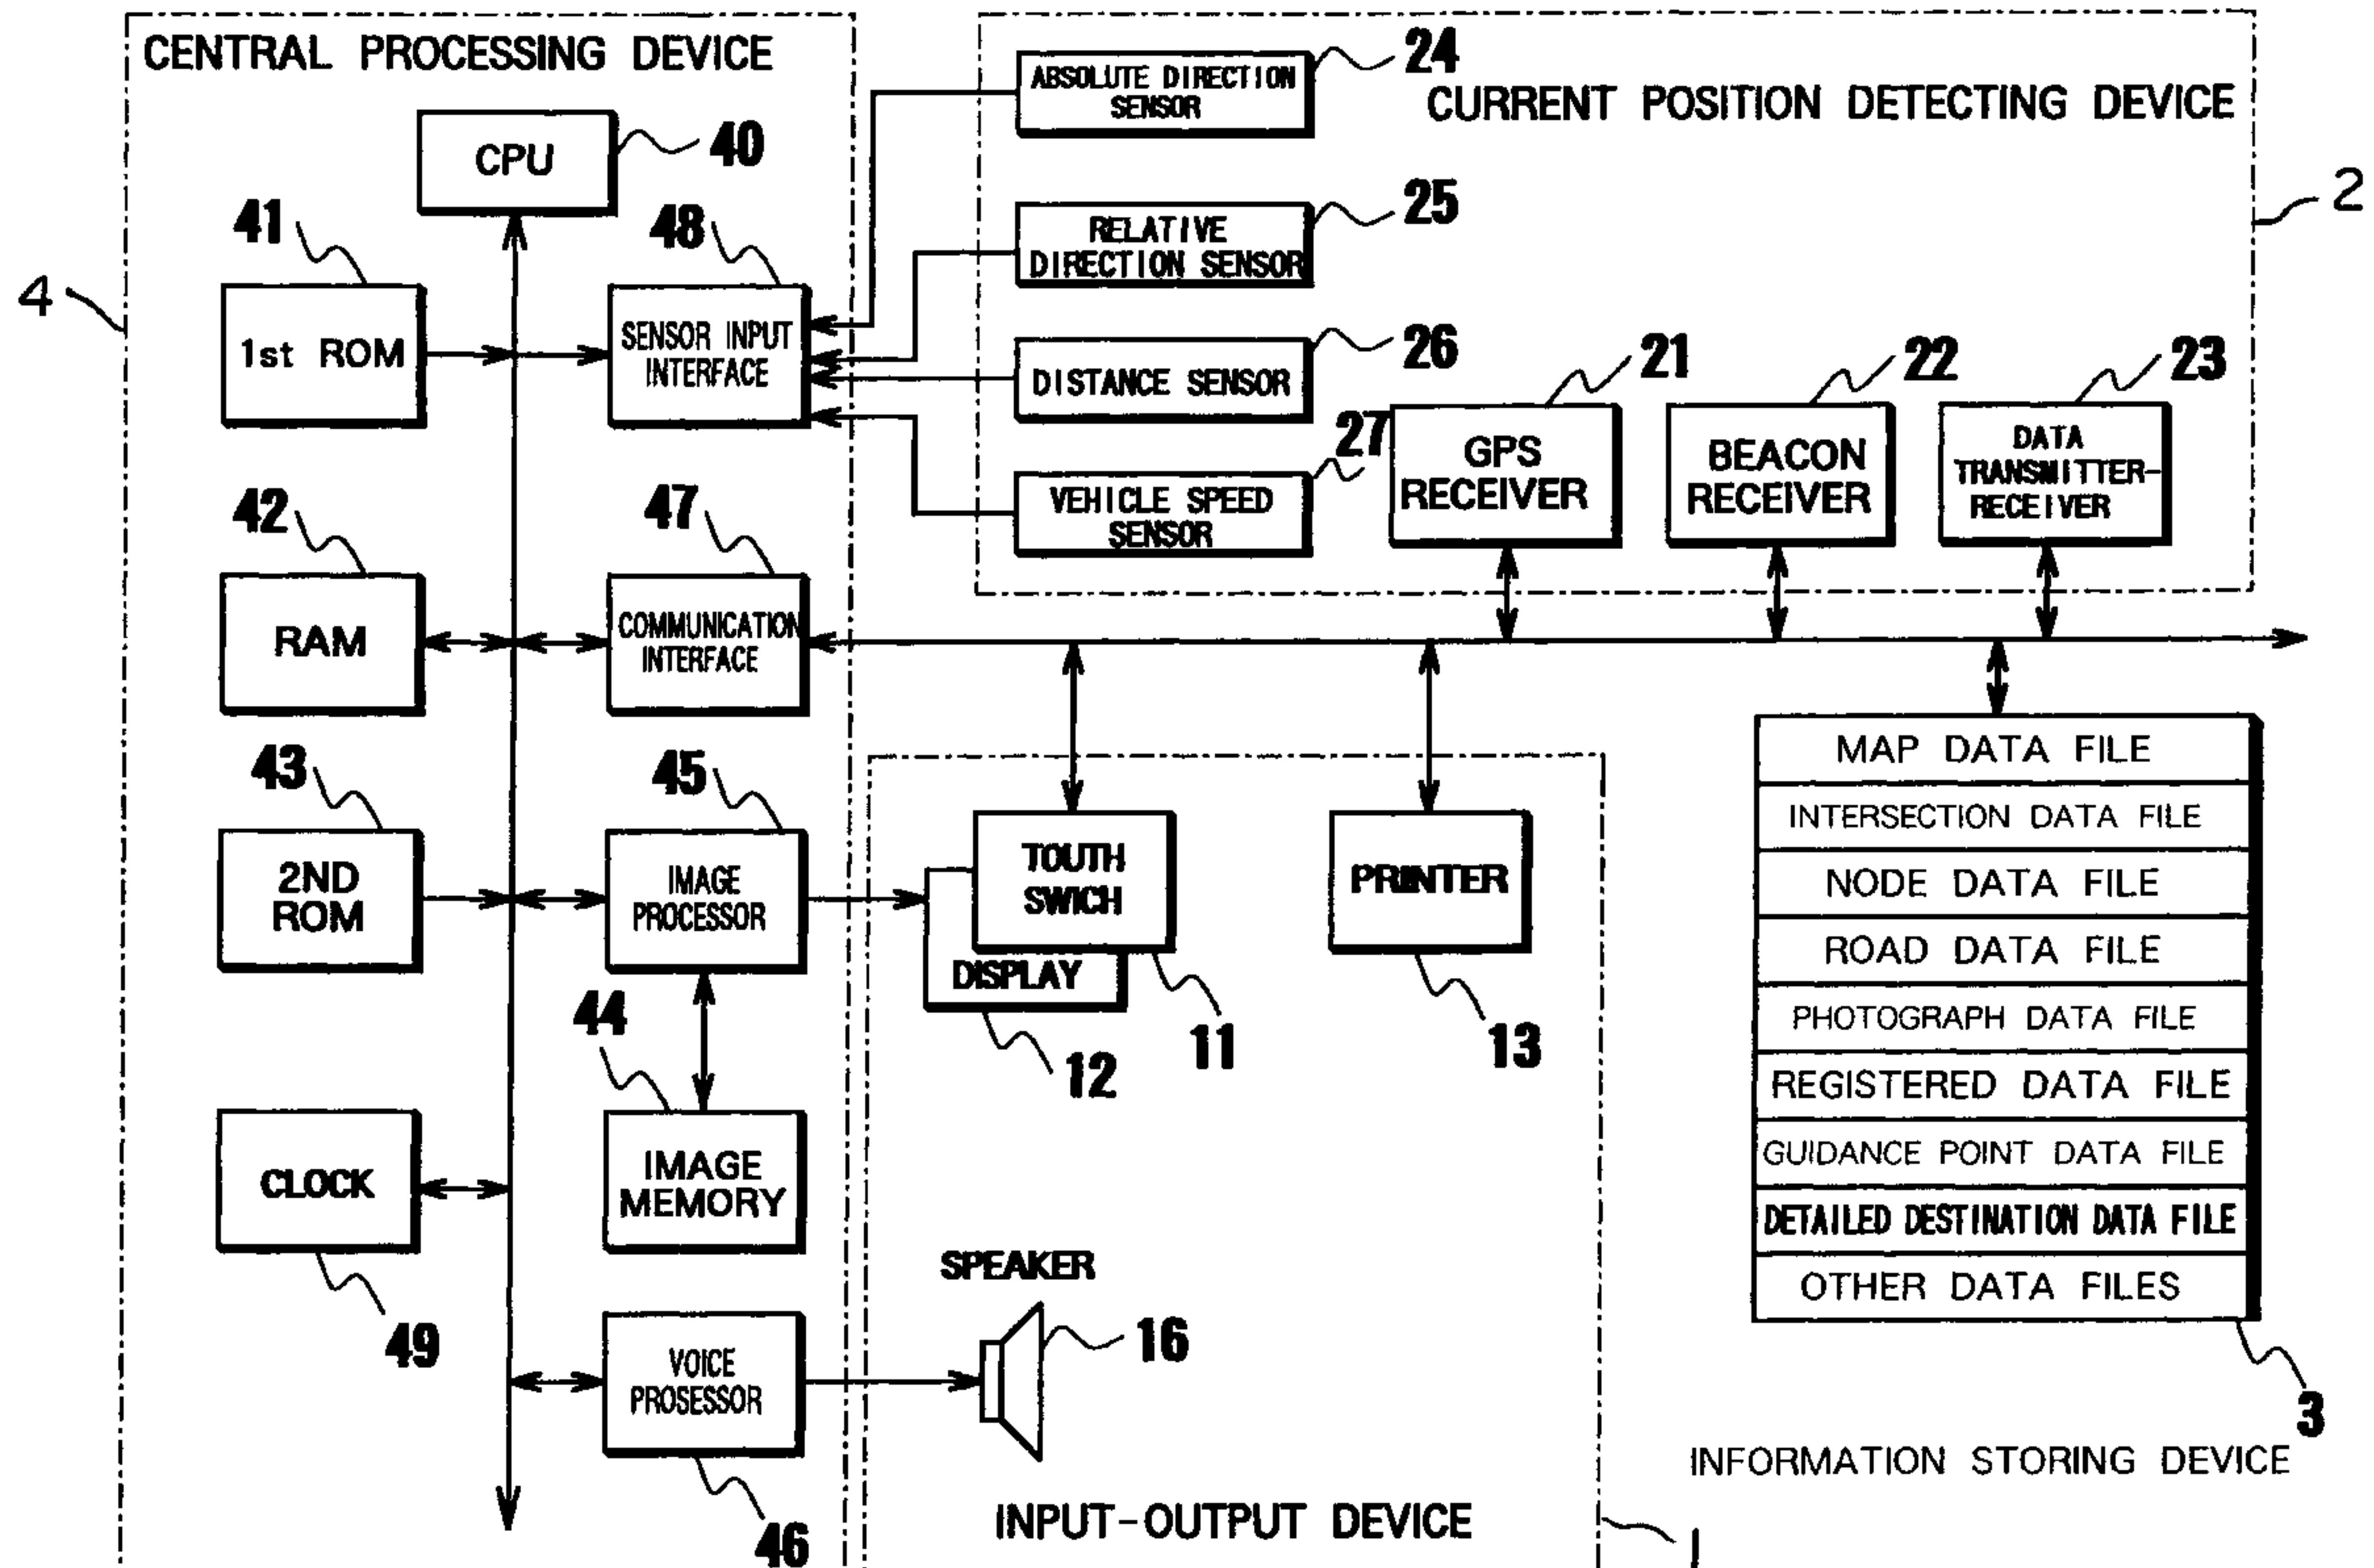 CENTRAL PROCESSING DEVICE
CPU
40
41
1st ROM
48
SENSOR INPUT
INTERFACE
4
42
RAM
47
COMMUNICATION
INTERFACE
43
2ND
ROM
45
IMAGE
PROCESSOR
44
IMAGE
MEMORY
CLOCK
49
VOICE
PROSESSOR
46
24
ABSOLUTE DIRECTION
SENSOR
CURRENT POSITION DETECTING DEVICE
2
25
RELATIVE
DIRECTION SENSOR
26
DISTANCE SENSOR
27
VEHICLE SPEED
SENSOR
21
GPS
RECEIVER
22
BEACON
RECEIVER
23
DATA
TRANSMITTER-
RECEIVER
TOUTH
SWICH
DISPLAY
11
12
PRINTER
13
SPEAKER
16
INPUT-OUTPUT DEVICE
1
MAP DATA FILE
INTERSECTION DATA FILE
NODE DATA FILE
ROAD DATA FILE
PHOTOGRAPH DATA FILE
REGISTERED DATA FILE
GUIDANCE POINT DATA FILE
DETAILED DESTINATION DATA FILE
OTHER DATA FILES
3
INFORMATION STORING DEVICE